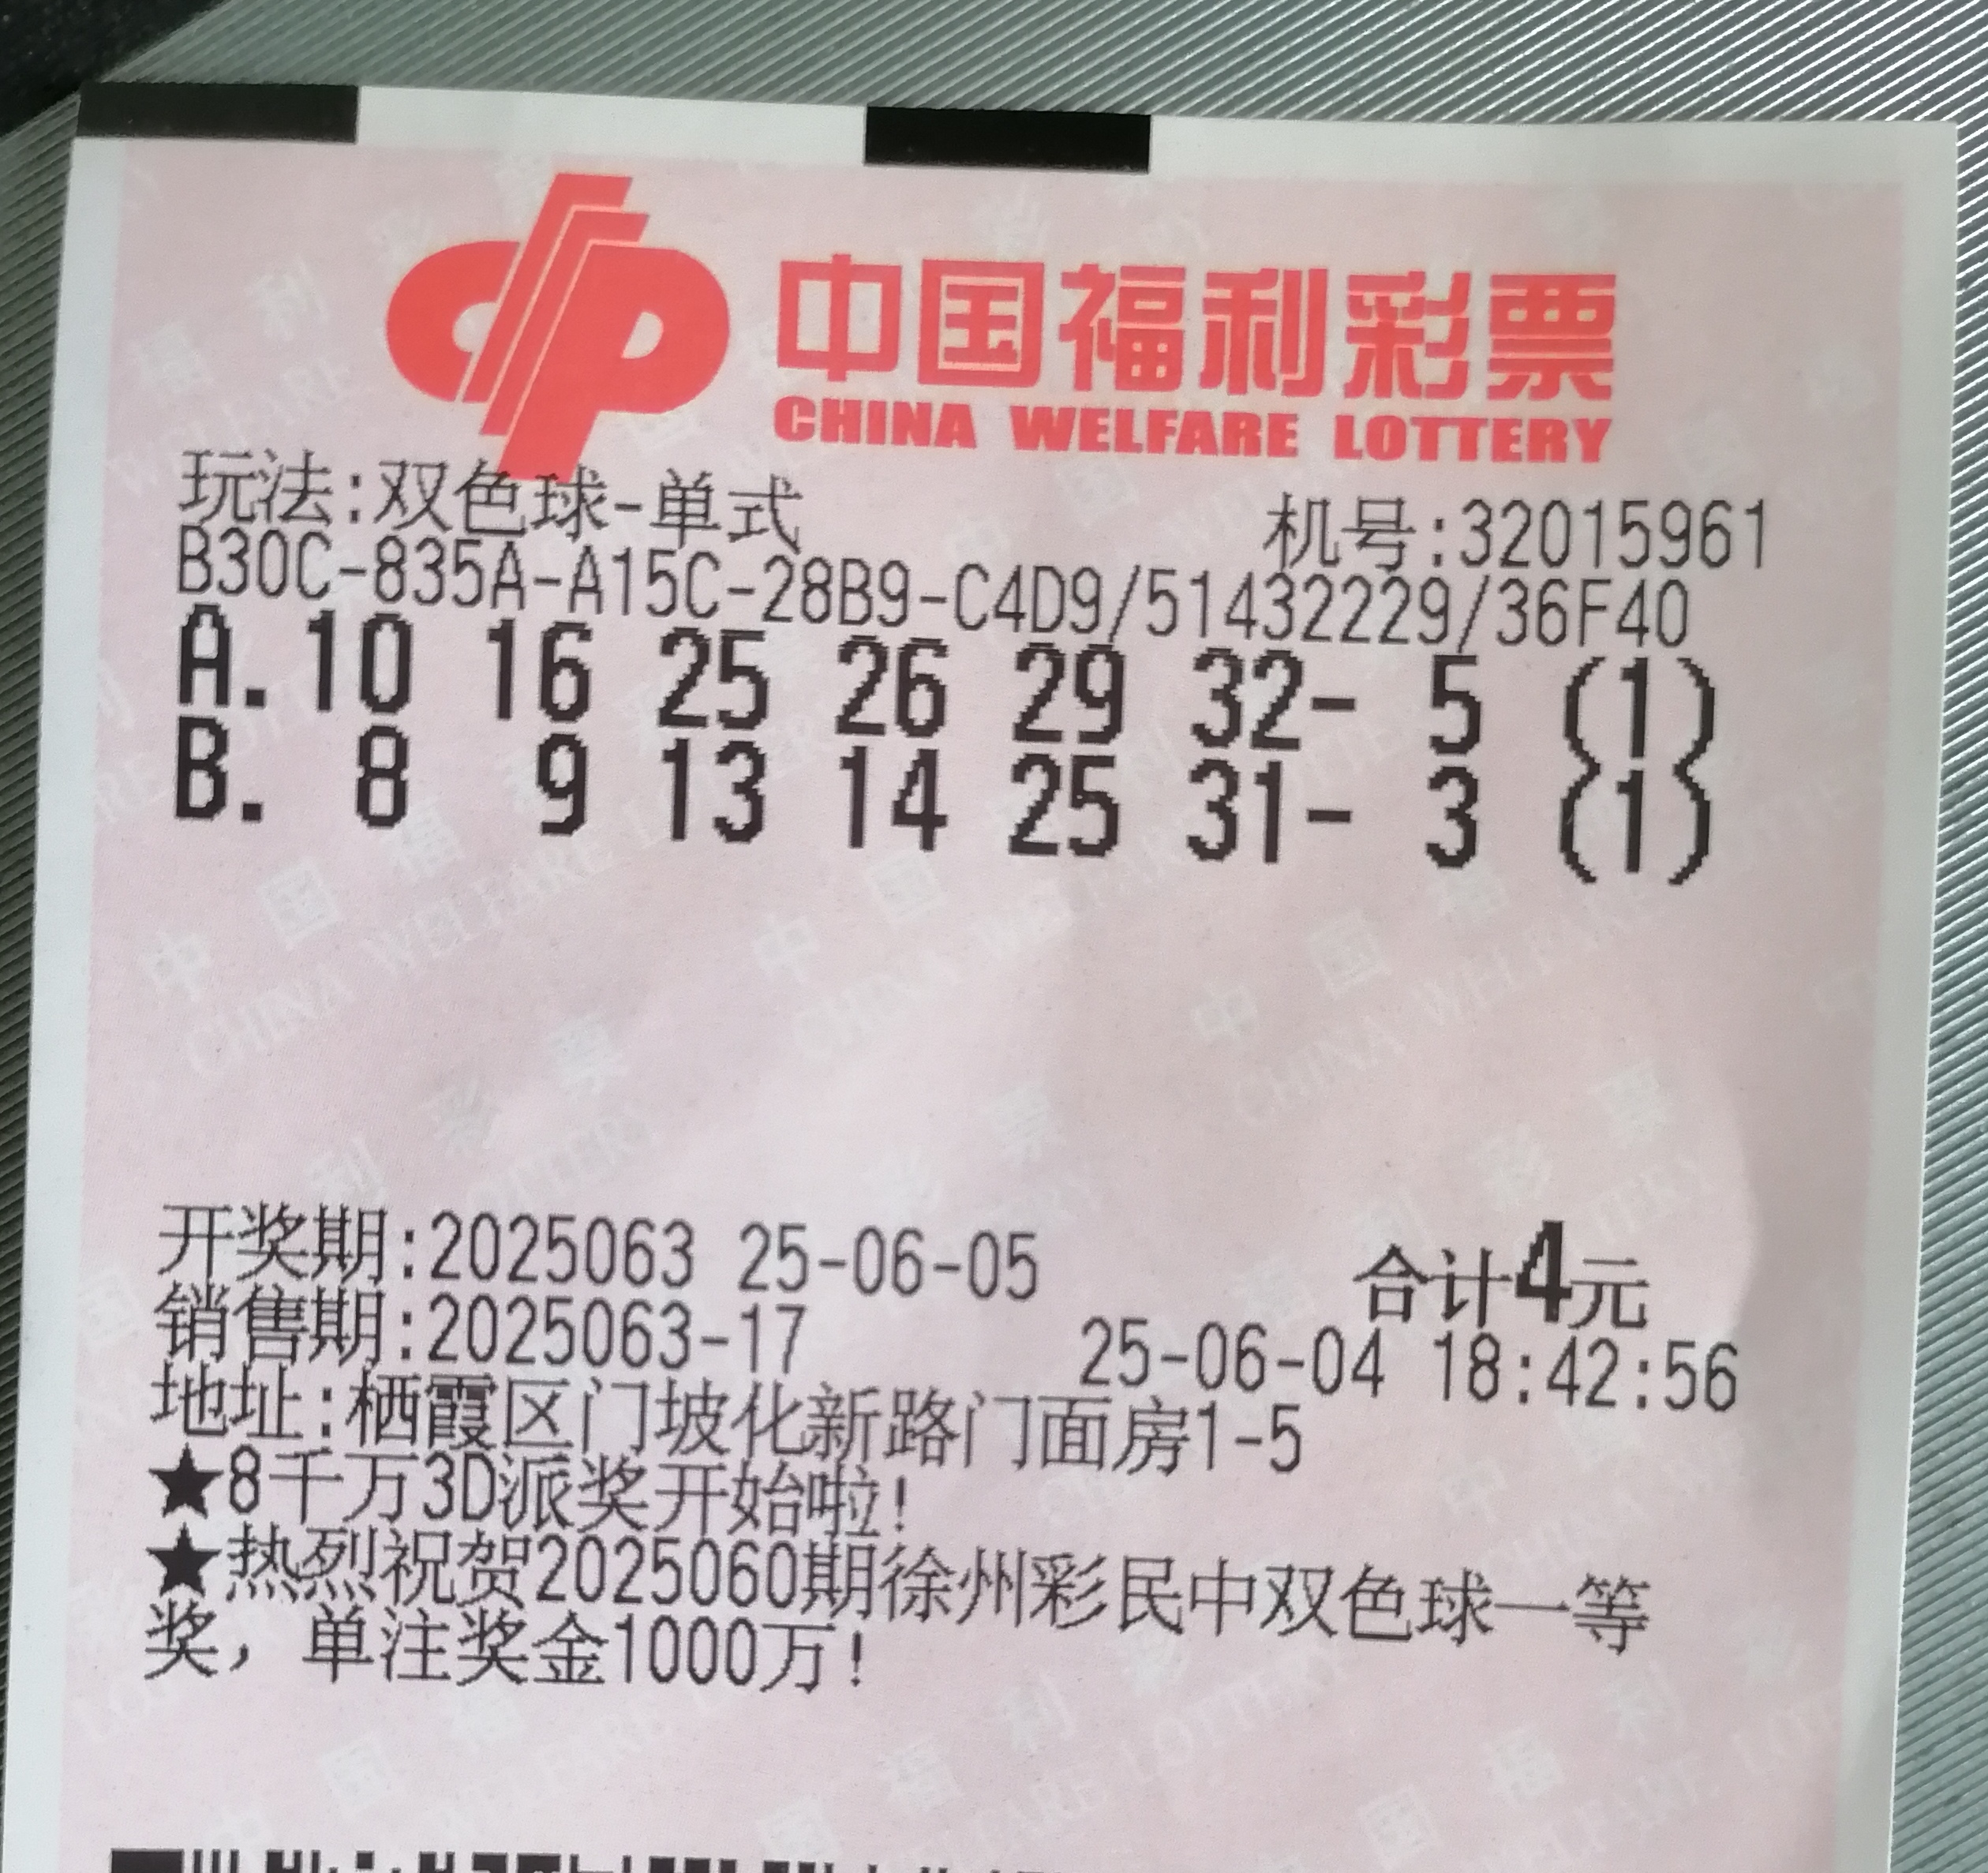 中国福利彩票
CHINA WELFARE LOTTERY
玩法:双色球-单式 机号:32015961
B30C-835A-A15C-28B9-C4D9/51432229/36F40
A.10 16 25 26 29 32- 5 (1)
B. 8 9 13 14 25 31- 3 (1)
开奖期:2025063 25-06-05 合计4元
销售期:2025063-17 25-06-04 18:42:56
地址:栖霞区门坡化新路门面房1-5
★8千万3D派奖开始啦!
★热烈祝贺2025060期徐州彩民中双色球一等
奖，单注奖金1000万!